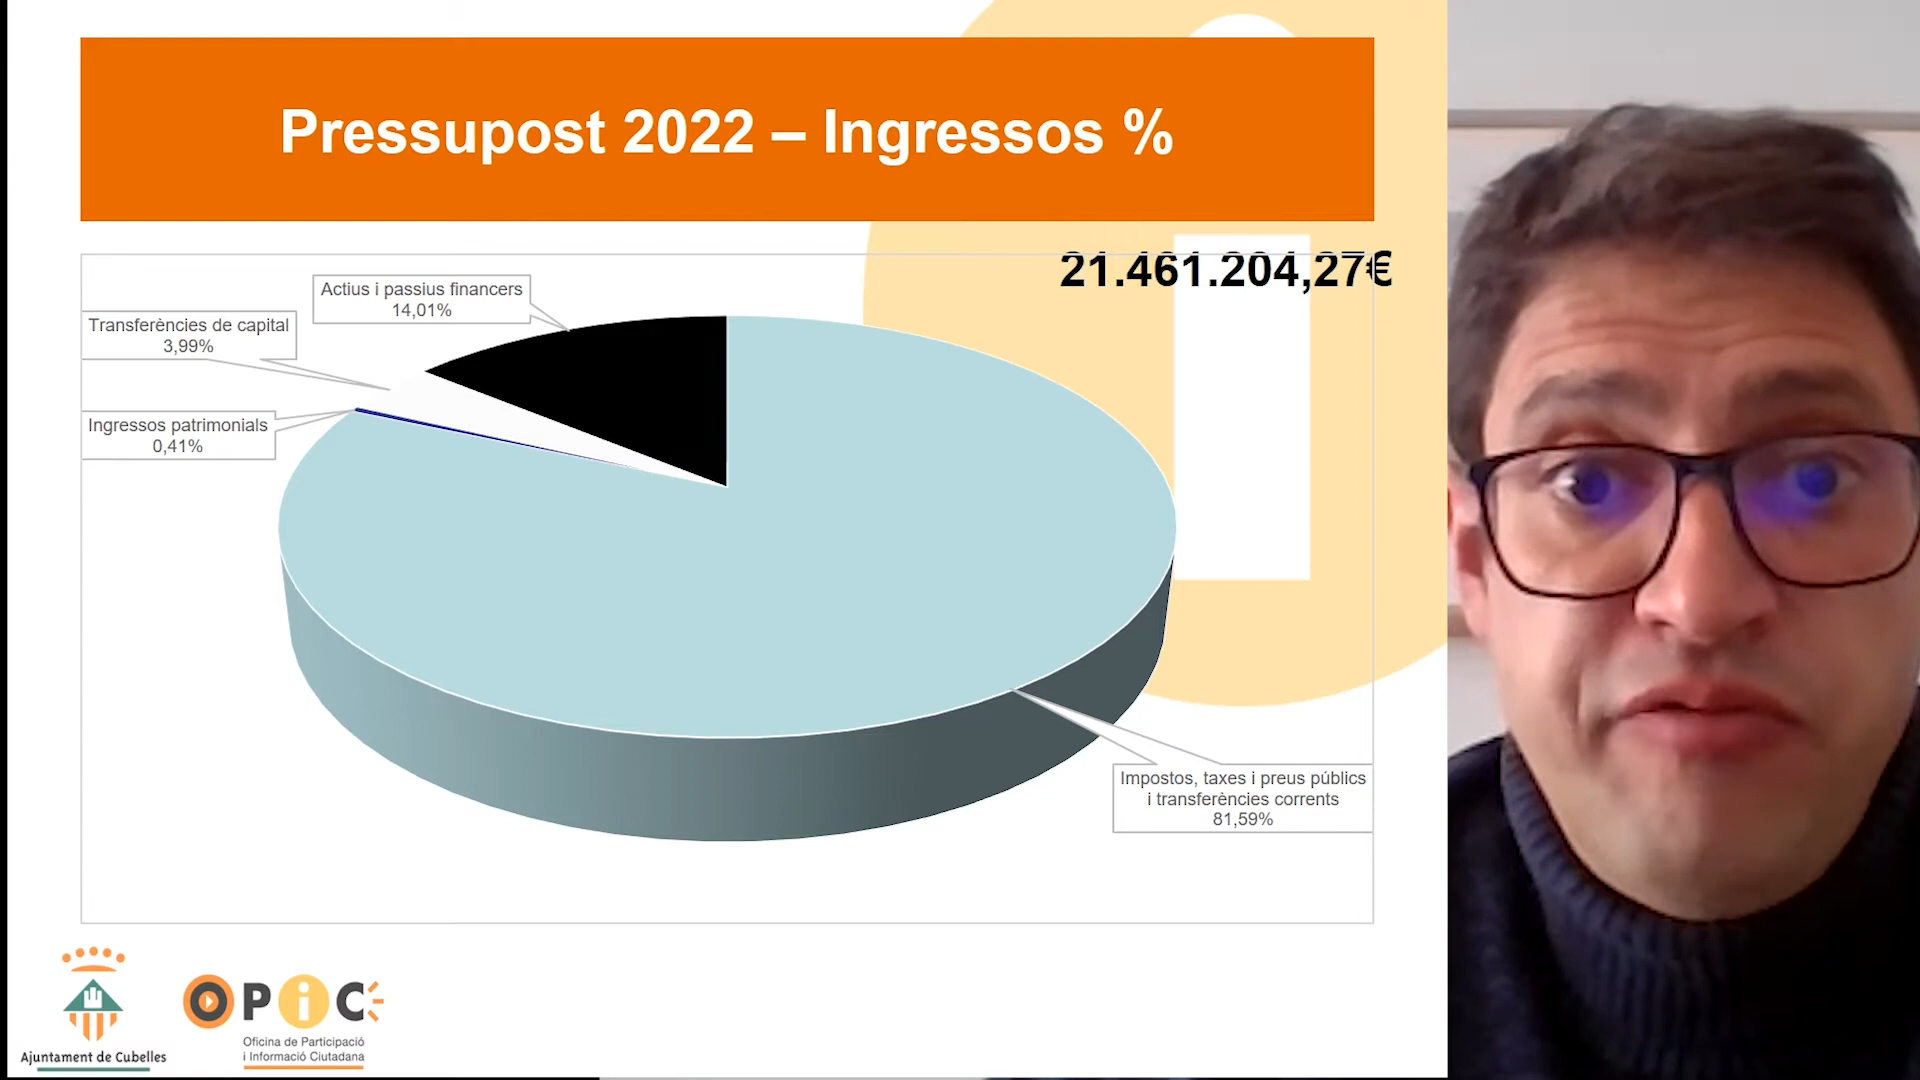 Pressupost 2022 – Ingressos %
21.461.204,27€
Actius i passius financers
14,01%
Transferències de capital
3,99%
Ingressos patrimonials
0,41%
Impostos, taxes i preus públics
i transferències corrents
81,59%
Ajuntament de Cubelles
OPiC
Oficina de Participació
i Informació Ciutadana